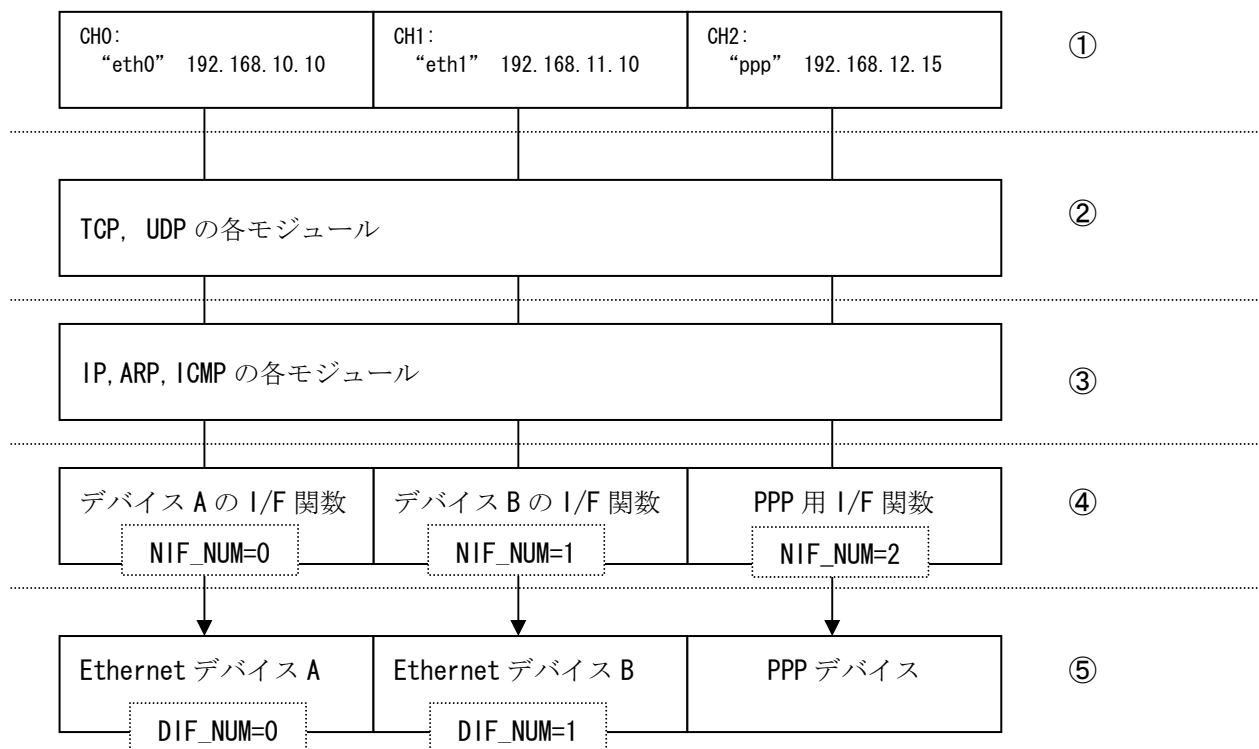 CH0:
“eth0” 192.168.10.10
CH1:
“eth1” 192.168.11.10
CH2:
“ppp” 192.168.12.15
①
TCP, UDP の各モジュール
②
IP,ARP,ICMP の各モジュール
③
デバイス A の I/F 関数
NIF_NUM=0
デバイス B の I/F 関数
NIF_NUM=1
PPP 用 I/F 関数
NIF_NUM=2
④
Ethernet デバイス A
DIF_NUM=0
Ethernet デバイス B
DIF_NUM=1
PPP デバイス
⑤